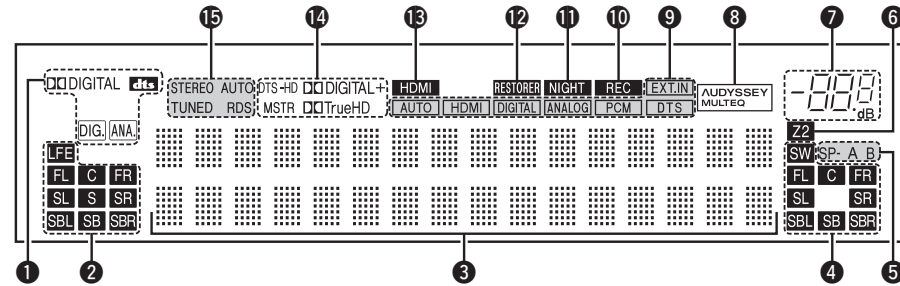 ⓯ ⓮ ⓭ ⓬ ⓫ ❿ ❾ ❽ ❼ ❻
DIGITAL dts
STEREO AUTO
TUNED RDS
DTS-HD DIGITAL+
MSTR TrueHD
HDMI RESTORER NIGHT REC EXT.IN
AUTO HDMI DIGITAL ANALOG PCM DTS
AUDYSSEY
MULTEQ
-888
dB
DIG. ANA.
LFE
FL C FR
SL S SR
SBL SB SBR
Z2
SW SP- A B
FL C FR
SL SR
SBL SB SBR
❶ ❷ ❸ ❹ ❺